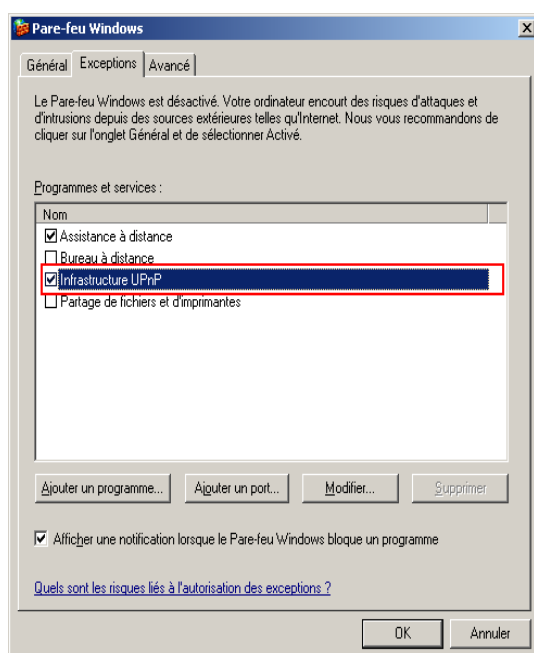 Pare-feu Windows
Général Exceptions Avancé
Le Pare-feu Windows est désactivé. Votre ordinateur encourt des risques d'attaques et
d'intrusions depuis des sources extérieures telles qu'Internet. Nous vous recommandons de
cliquer sur l'onglet Général et de sélectionner Activé.
Programmes et services :
Nom
Assistance à distance
Bureau à distance
Infrastructure UPnP
Partage de fichiers et d'imprimantes
Ajouter un programme... Ajouter un port... Modifier... Supprimer
Afficher une notification lorsque le Pare-feu Windows bloque un programme
Quels sont les risques liés à l'autorisation des exceptions ?
OK Annuler